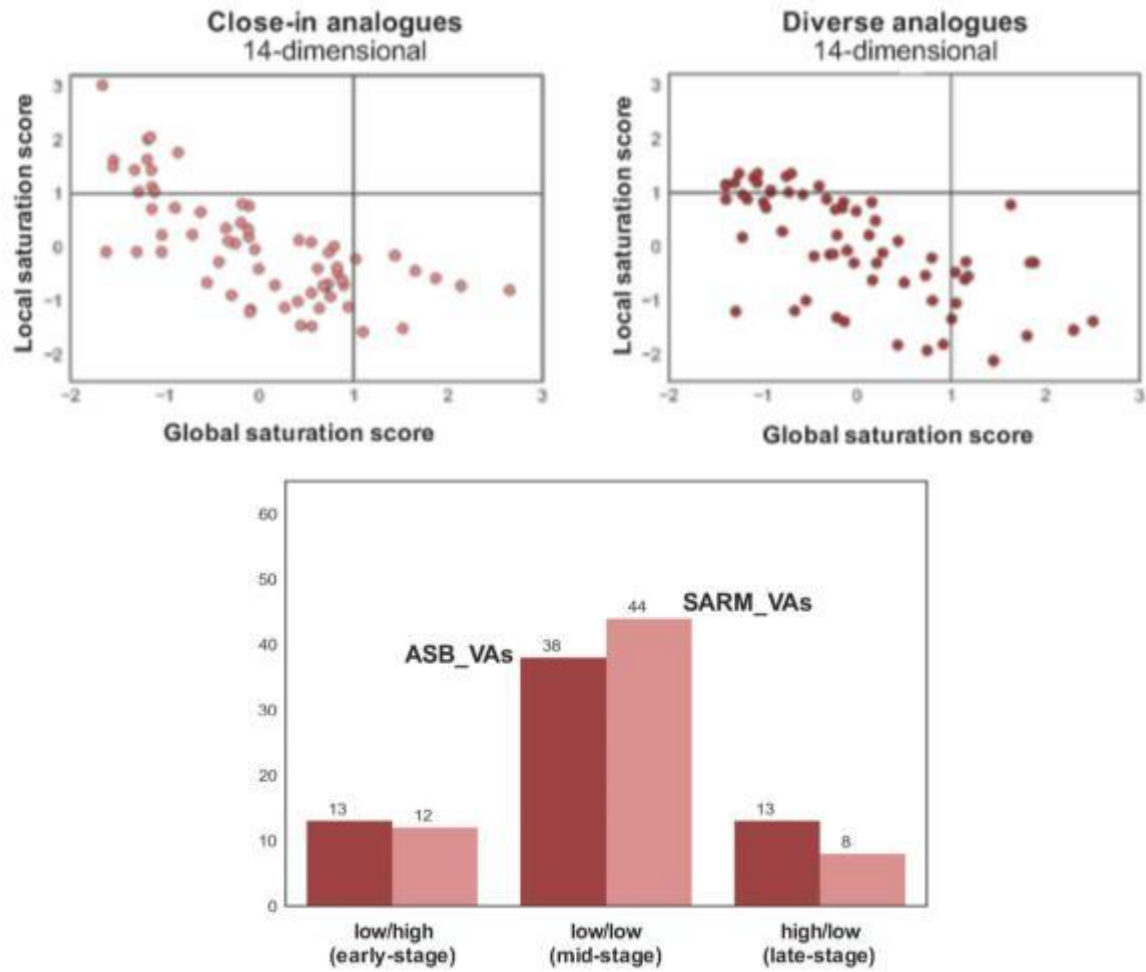 Close-in analogues
14-dimensional
Local saturation score
3
2
1
0
−1
−2
−2 −1 0 1 2 3
Global saturation score
Diverse analogues
14-dimensional
Local saturation score
3
2
1
0
−1
−2
−2 −1 0 1 2 3
Global saturation score
60
50
40
30
20
10
0
ASB_VAs
SARM_VAs
13
12
38
44
13
8
low/high
(early-stage)
low/low
(mid-stage)
high/low
(late-stage)